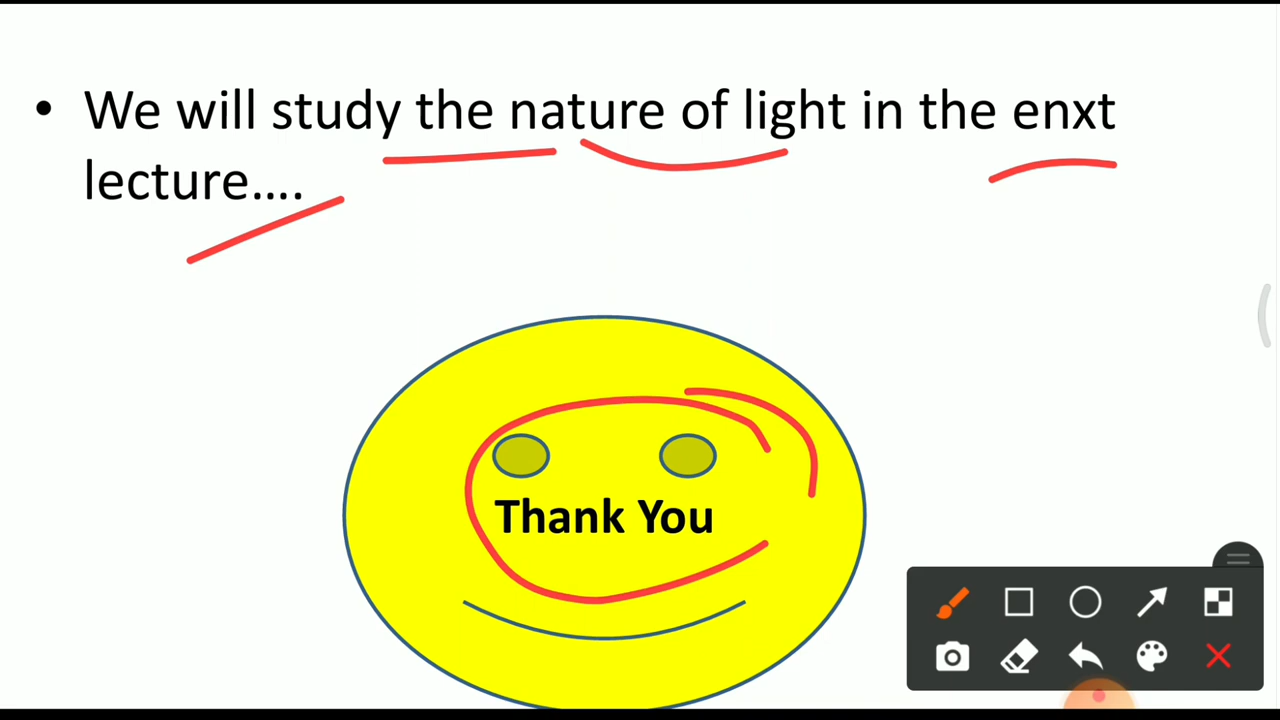 • We will study the nature of light in the enxt
lecture....
Thank You